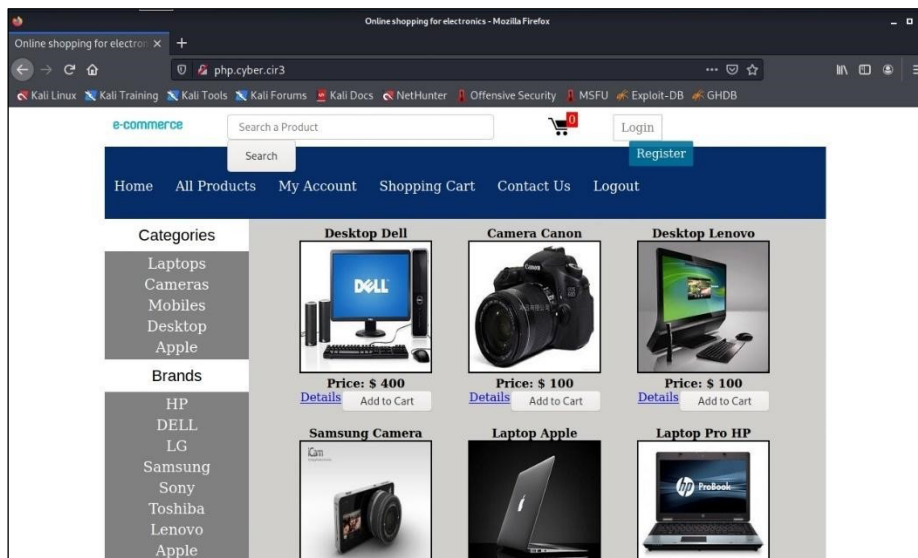 Online shopping for electronics - Mozilla Firefox
Online shopping for electron
php.cyber.cir3
Kali Linux Kali Training Kali Tools Kali Forums Kali Docs NetHunter Offensive Security MSFU Exploit-DB GHDB
e-commerce Search a Product 0 Login
Search Register
Home All Products My Account Shopping Cart Contact Us Logout
Categories
Laptops
Cameras
Mobiles
Desktop
Apple
Brands
HP
DELL
LG
Samsung
Sony
Toshiba
Lenovo
Apple
Desktop Dell Camera Canon Desktop Lenovo
DELL Canon
Price: $ 400 Price: $ 100 Price: $ 100
Details Add to Cart Details Add to Cart Details Add to Cart
Samsung Camera Laptop Apple Laptop Pro HP
iCam
hp ProBook